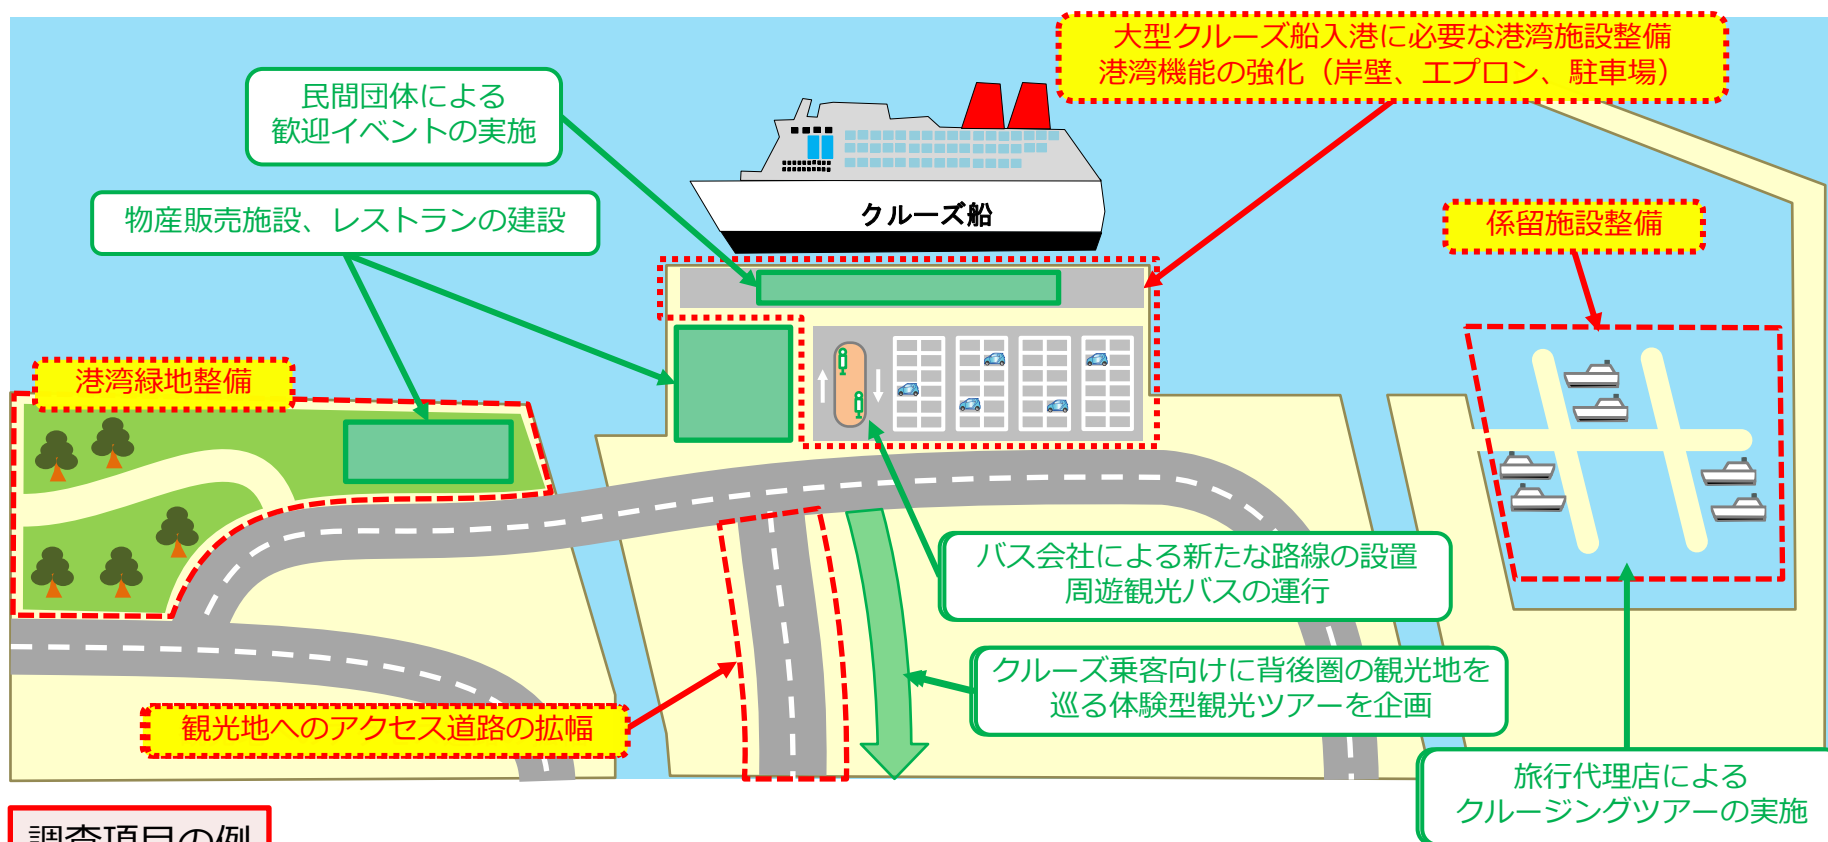 大型クルーズ船入港に必要な港湾施設整備
港湾機能の強化（岸壁、エプロン、駐車場）
民間団体による
歓迎イベントの実施
物産販売施設、レストランの建設
クルーズ船
係留施設整備
港湾緑地整備
バス会社による新たな路線の設置
周遊観光バスの運行
クルーズ乗客向けに背後圏の観光地を
巡る体験型観光ツアーを企画
観光地へのアクセス道路の拡幅
旅行代理店による
クルージングツアーの実施
調査項目の例